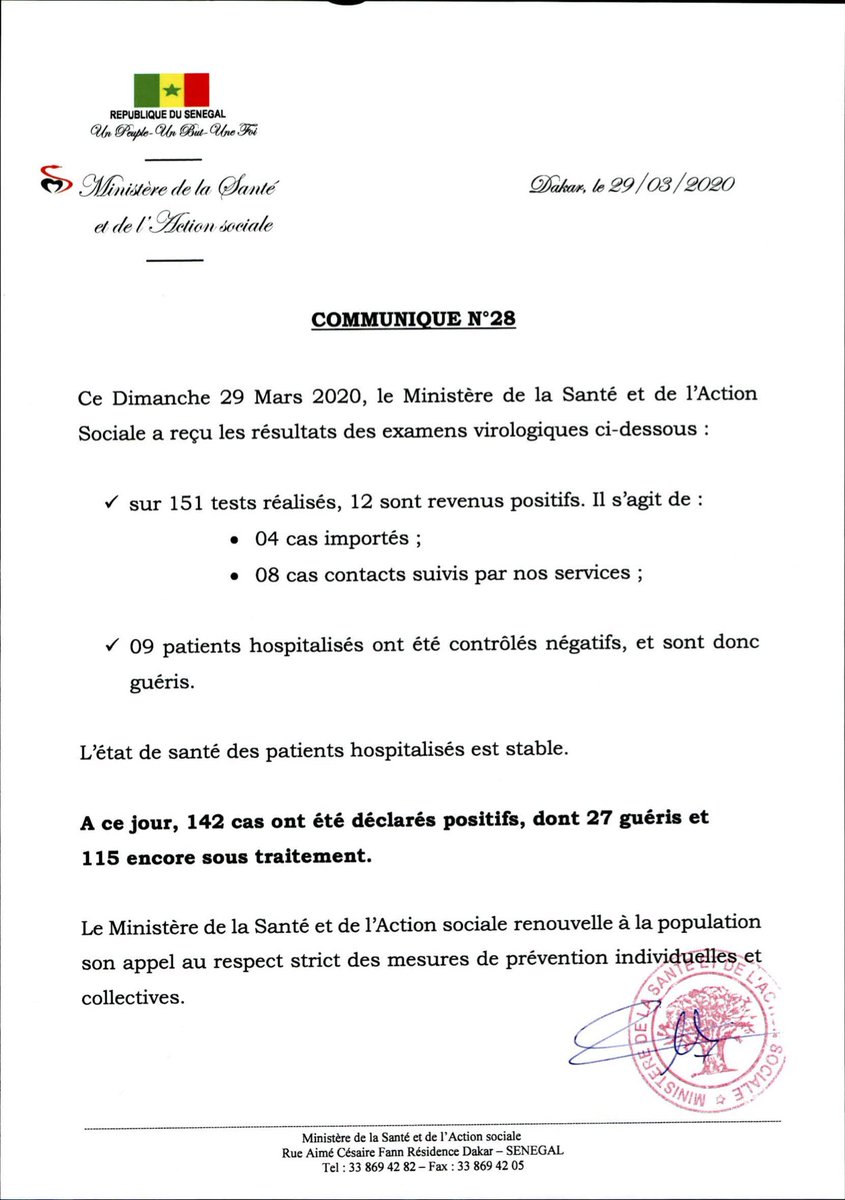 REPUBLIQUE DU SENEGAL
Un Peuple-Un But-Une Foi
Ministère de la Santé
et de l'Action sociale
Dakar, le 29/03/2020
COMMUNIQUE N°28
Ce Dimanche 29 Mars 2020, le Ministère de la Santé et de l'Action
Sociale a reçu les résultats des examens virologiques ci-dessous :
✓ sur 151 tests réalisés, 12 sont revenus positifs. Il s'agit de :
• 04 cas importés ;
• 08 cas contacts suivis par nos services ;
✓ 09 patients hospitalisés ont été contrôlés négatifs, et sont donc
guéris.
L'état de santé des patients hospitalisés est stable.
A ce jour, 142 cas ont été déclarés positifs, dont 27 guéris et
115 encore sous traitement.
Le Ministère de la Santé et de l'Action sociale renouvelle à la population
son appel au respect strict des mesures de prévention individuelles et
collectives.
MINISTERE DE LA SANTE ET DE L'ACTION SOCIALE
Ministère de la Santé et de l'Action sociale
Rue Aimé Césaire Fann Résidence Dakar – SENEGAL
Tel : 33 869 42 82 – Fax : 33 869 42 05